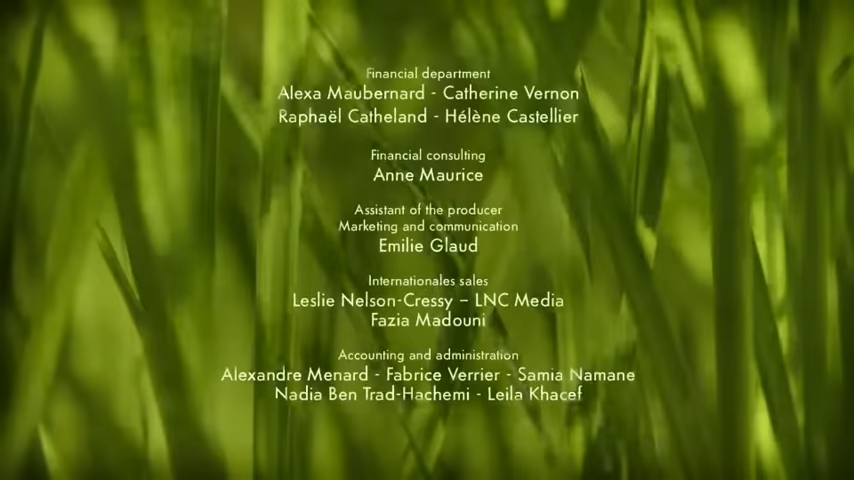 Financial department
Alexa Maubernard - Catherine Vernon
Raphaël Catheland - Hélène Castellier
Financial consulting
Anne Maurice
Assistant of the producer
Marketing and communication
Emilie Glaud
Internationales sales
Leslie Nelson-Cressy – LNC Media
Fazia Madouni
Accounting and administration
Alexandre Menard - Fabrice Verrier - Samia Namane
Nadia Ben Trad-Hachemi - Leila Khacef